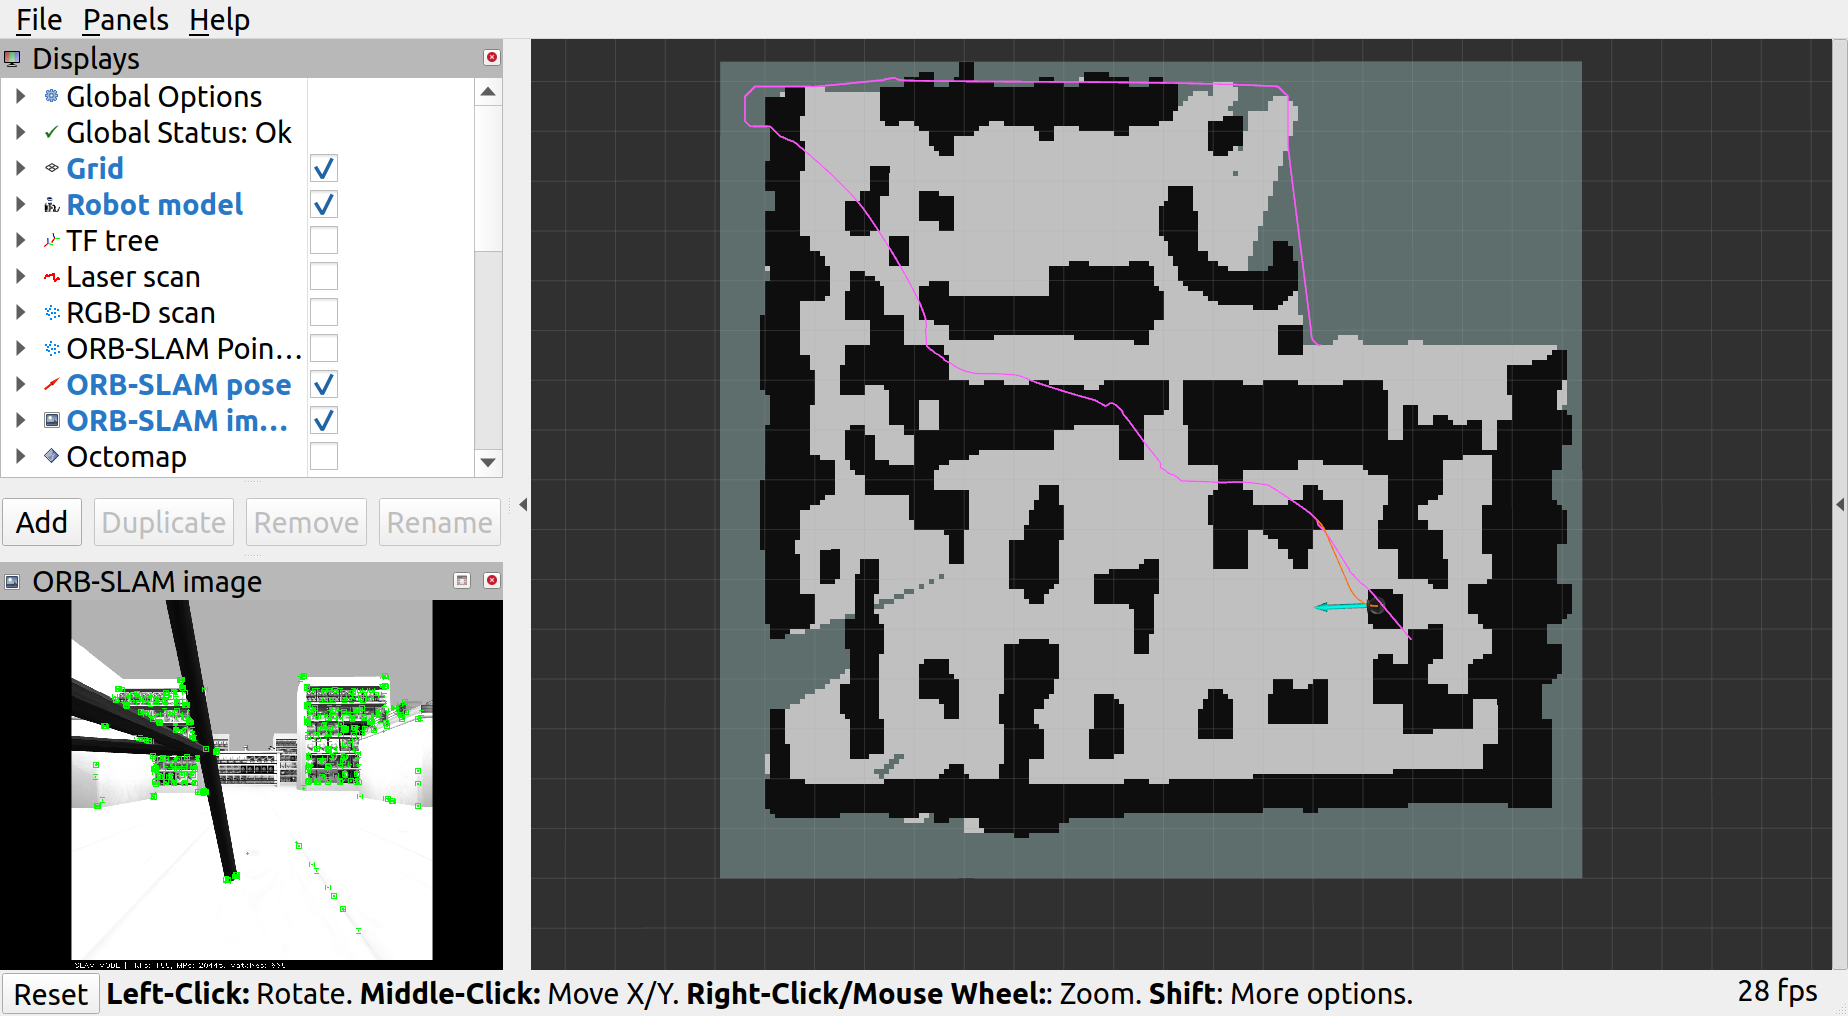 File Panels Help
Displays
Global Options
Global Status: Ok
Grid
Robot model
TF tree
Laser scan
RGB-D scan
ORB-SLAM Poin...
ORB-SLAM pose
ORB-SLAM im...
Octomap
Add Duplicate Remove Rename
ORB-SLAM image
Reset Left-Click: Rotate. Middle-Click: Move X/Y. Right-Click/Mouse Wheel:: Zoom. Shift: More options. 28 fps